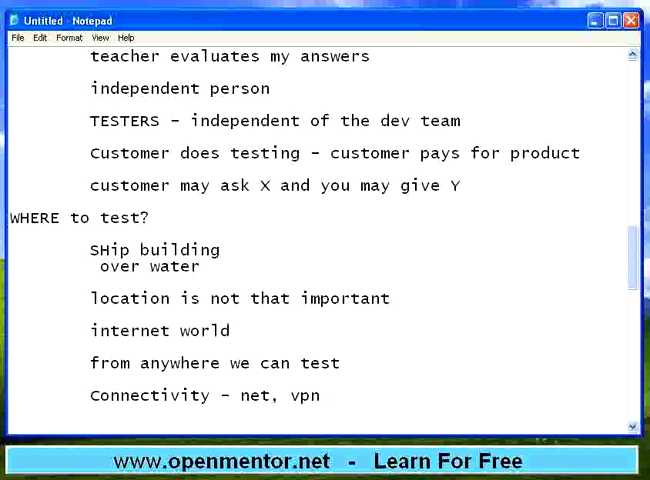 Untitled - Notepad
File Edit Format View Help
teacher evaluates my answers
independent person
TESTERS - independent of the dev team
Customer does testing - customer pays for product
customer may ask X and you may give Y
WHERE to test?
SHip building
over water
location is not that important
internet world
from anywhere we can test
Connectivity - net, vpn
www.openmentor.net - Learn For Free